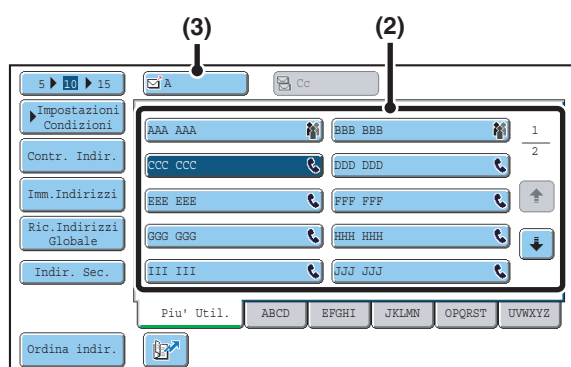 (3)
(2)
5 10 15
A
Cc
Impostazioni
Condizioni
Contr. Indir.
Imm.Indirizzi
Ric.Indirizzi
Globale
Indir. Sec.
Ordina indir.
AAA AAA
BBB BBB
CCC CCC
DDD DDD
EEE EEE
FFF FFF
GGG GGG
HHH HHH
III III
JJJ JJJ
1
2
Piu' Util.
ABCD
EFGHI
JKLMN
OPQRST
UVWXYZ